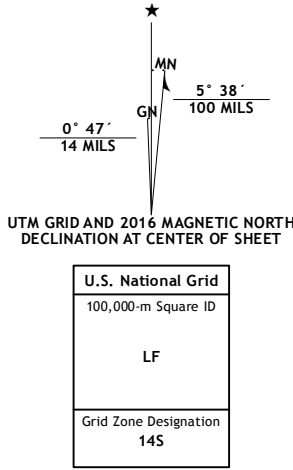 ★
MN
5° 38´
100 MILS
GN
0° 47´
14 MILS
UTM GRID AND 2016 MAGNETIC NORTH
DECLINATION AT CENTER OF SHEET
U.S. National Grid
100,000-m Square ID
LF
Grid Zone Designation
14S